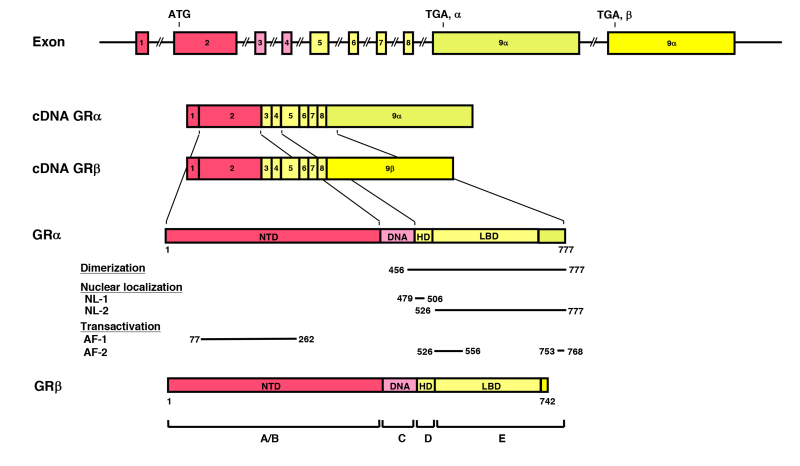 ATG TGA, α TGA, β
Exon 1 2 3 4 5 6 7 8 9α 9α
cDNA GRα 1 2 3 4 5 6 7 8 9α
cDNA GRβ 1 2 3 4 5 6 7 8 9β
GRα NTD DNA HD LBD
1 777
Dimerization 456 777
Nuclear localization
NL-1 479 506
NL-2 526 777
Transactivation
AF-1 77 262
AF-2 526 556 753 768
GRβ NTD DNA HD LBD
1 742
A/B C D E